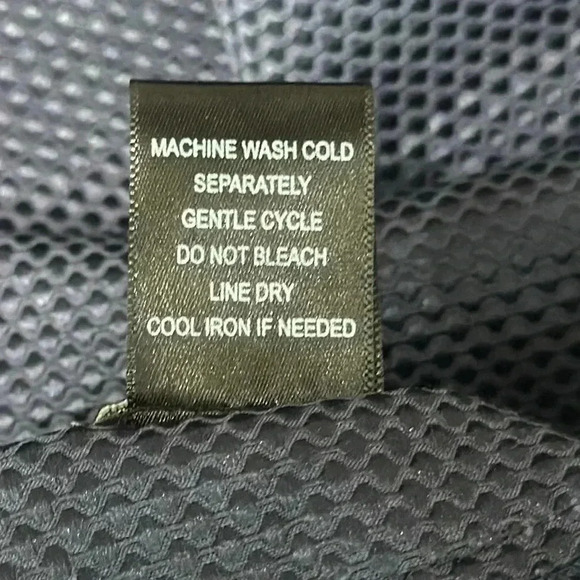 MACHINE WASH COLD
SEPARATELY
GENTLE CYCLE
DO NOT BLEACH
LINE DRY
COOL IRON IF NEEDED